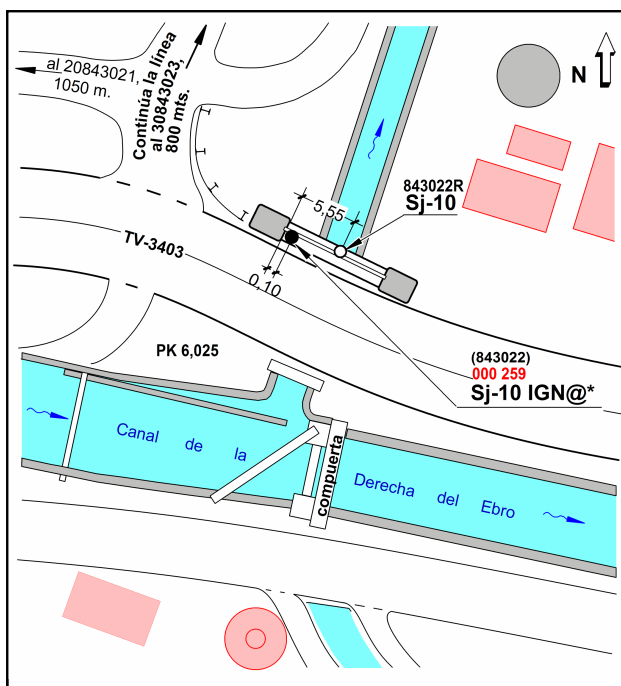 al 20843021,
1050 m.
Continúa la línea
al 30843023,
800 mts.
N
843022R
Sj-10
5,55
0,10
TV-3403
PK 6,025
(843022)
000 259
Sj-10 IGN@*
Canal de la
compuerta
Derecha del Ebro